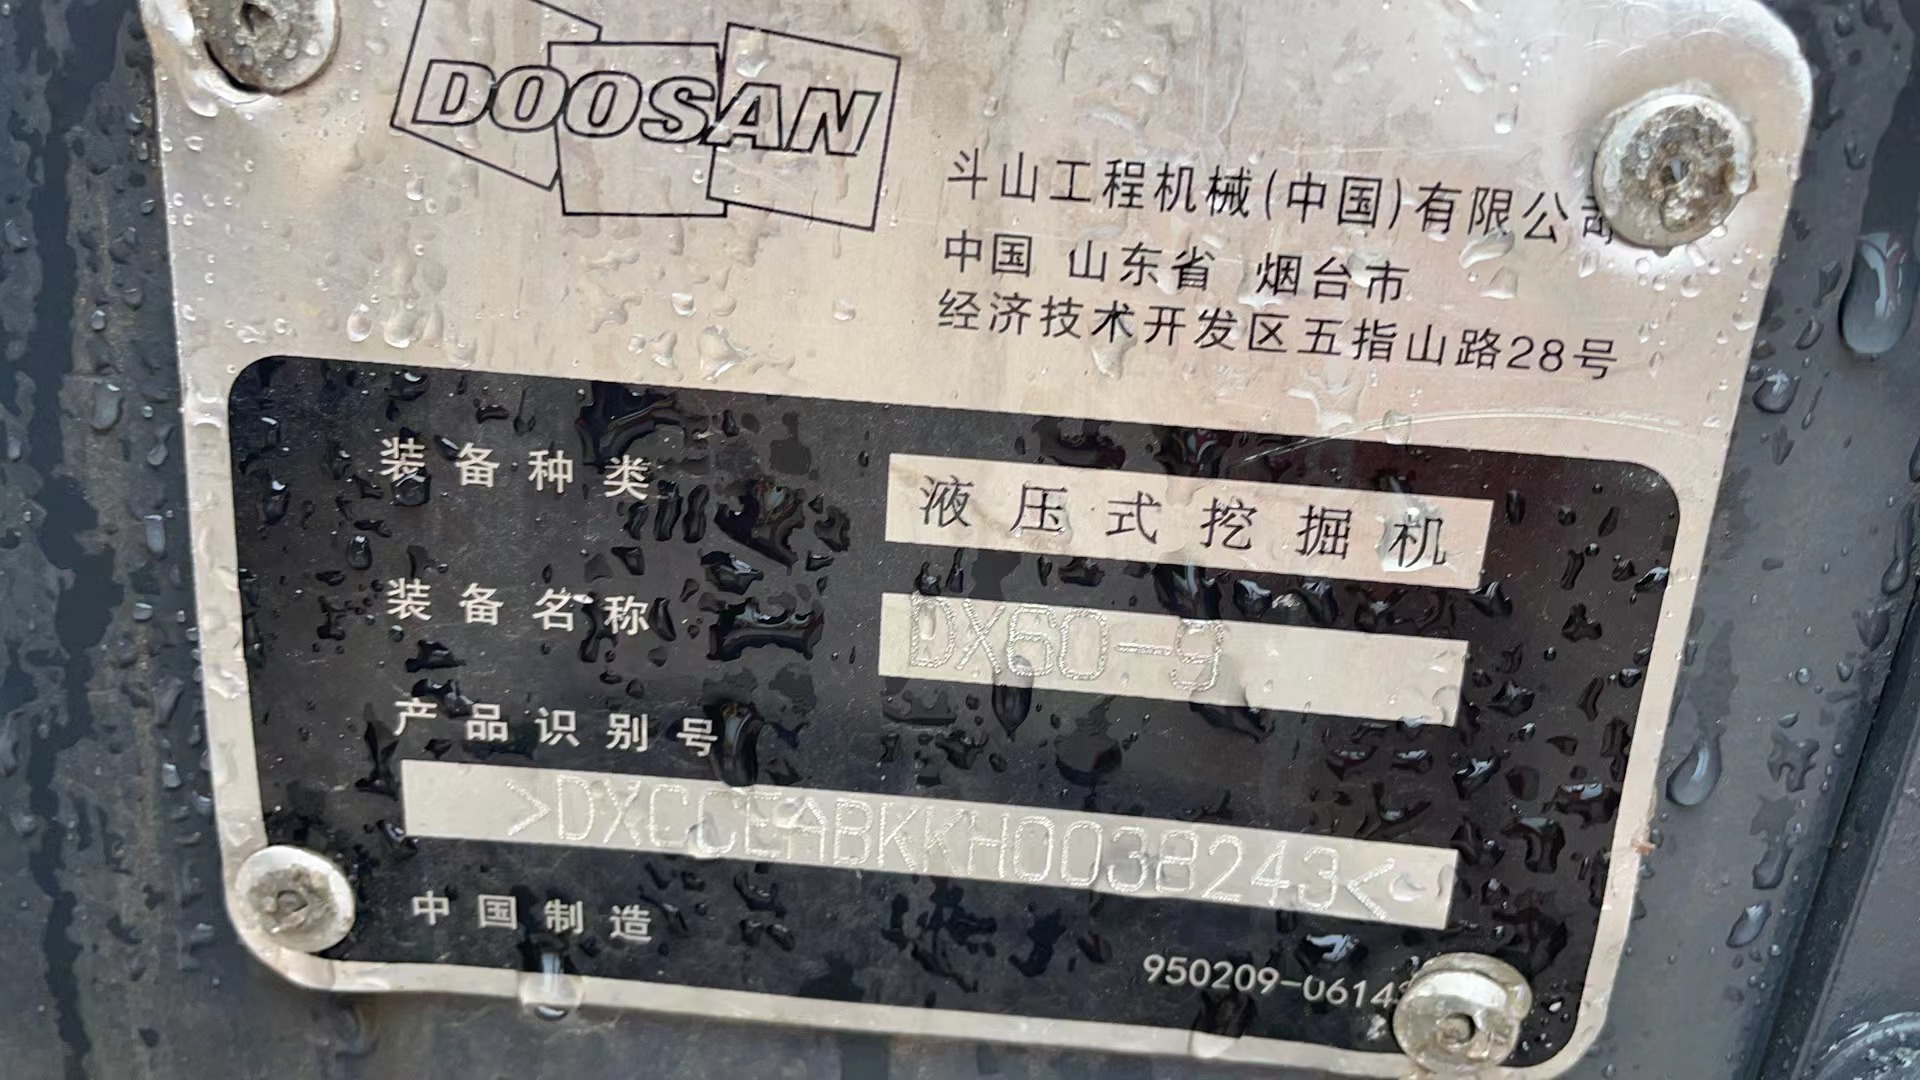 DOOSAN
斗山工程机械(中国)有限公司
中国 山东省 烟台市
经济技术开发区五指山路28号
装备种类 液压式挖掘机
装备名称 DX60-9
产品识别号
>DXCCEABKKH0038243<
中国制造
950209-0614